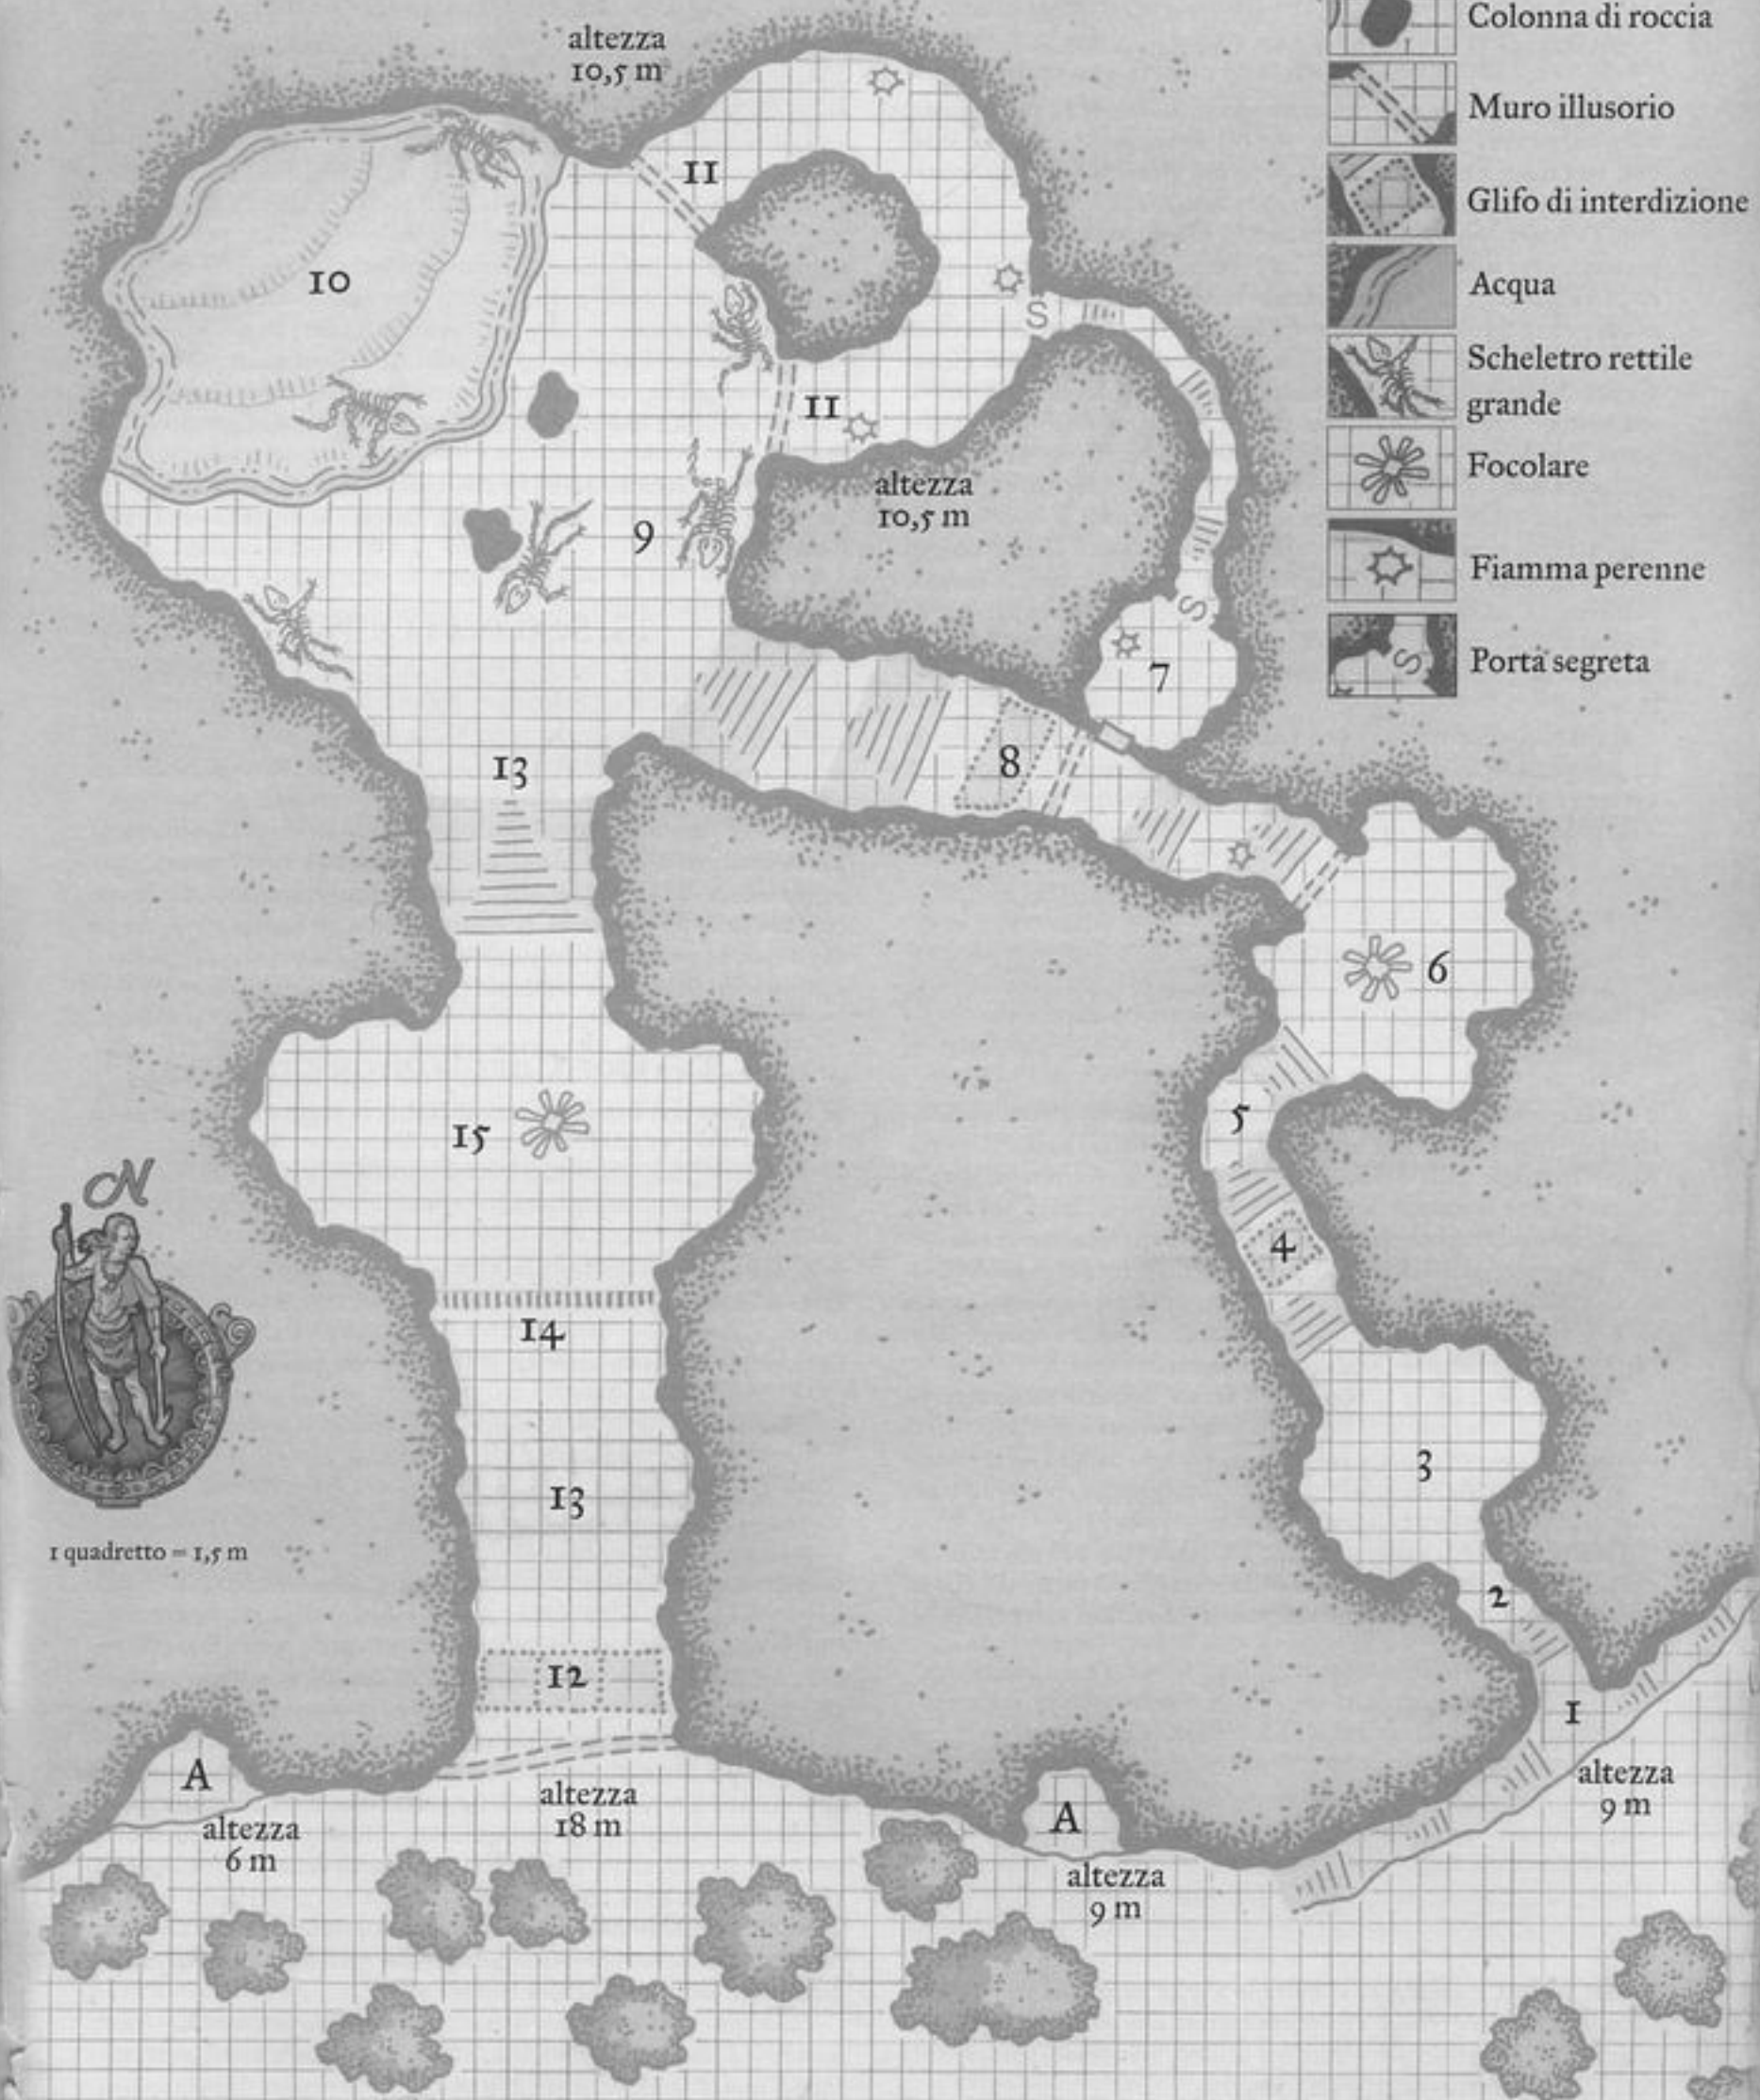 altezza
10,5 m
Colonna di roccia
Muro illusorio
Glifo di interdizione
Acqua
Scheletro rettile
grande
Focolare
Fiamma perenne
S
Porta segreta
11
10
S
11
altezza
10,5 m
9
S
7
8
13
6
5
15
N
4
14
3
13
1 quadretto = 1,5 m
2
12
1
A
altezza
6 m
altezza
18 m
A
altezza
9 m
altezza
9 m